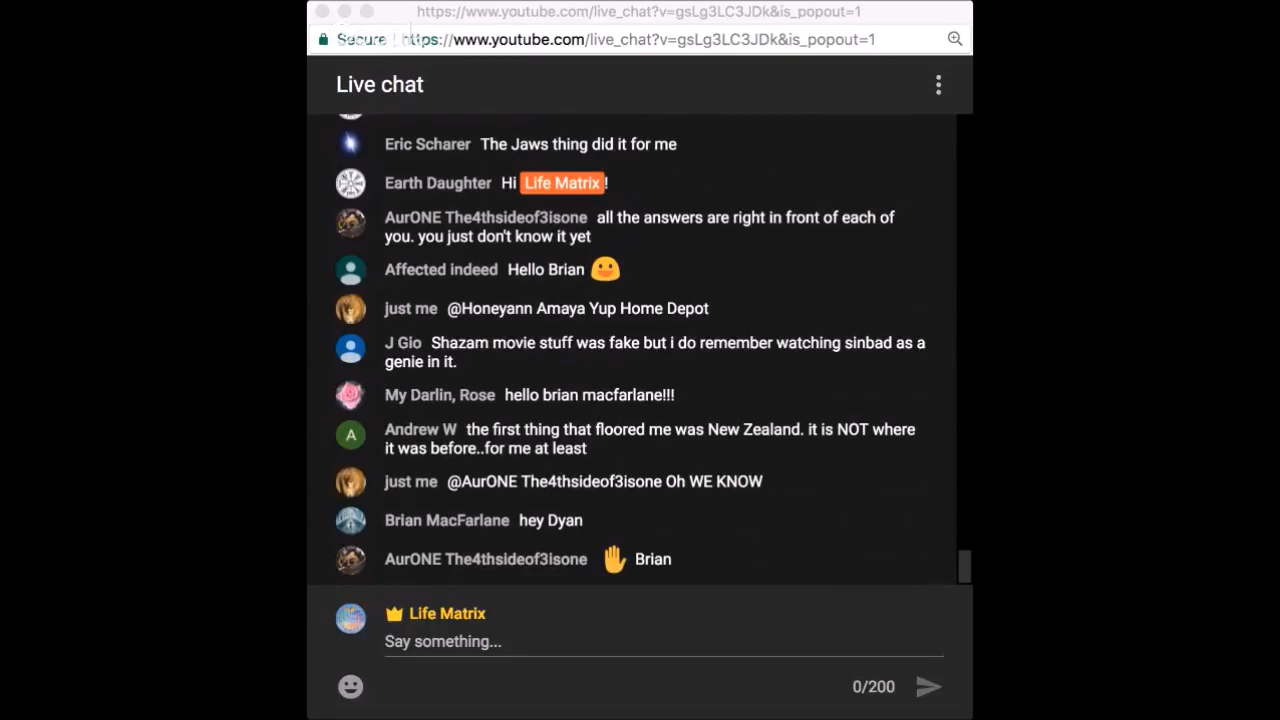 https://www.youtube.com/live_chat?v=gsLg3LC3JDk&is_popout=1
Secure https://www.youtube.com/live_chat?v=gsLg3LC3JDk&is_popout=1
Live chat
Eric Scharer The Jaws thing did it for me
Earth Daughter Hi Life Matrix!
AurONE The4thsideof3isone all the answers are right in front of each of
you. you just don't know it yet
Affected indeed Hello Brian
just me @Honeyann Amaya Yup Home Depot
J Gio Shazam movie stuff was fake but i do remember watching sinbad as a
genie in it.
My Darlin, Rose hello brian macfarlane!!!
A Andrew W the first thing that floored me was New Zealand. it is NOT where
it was before..for me at least
just me @AurONE The4thsideof3isone Oh WE KNOW
Brian MacFarlane hey Dyan
AurONE The4thsideof3isone Brian
Life Matrix
Say something...
0/200